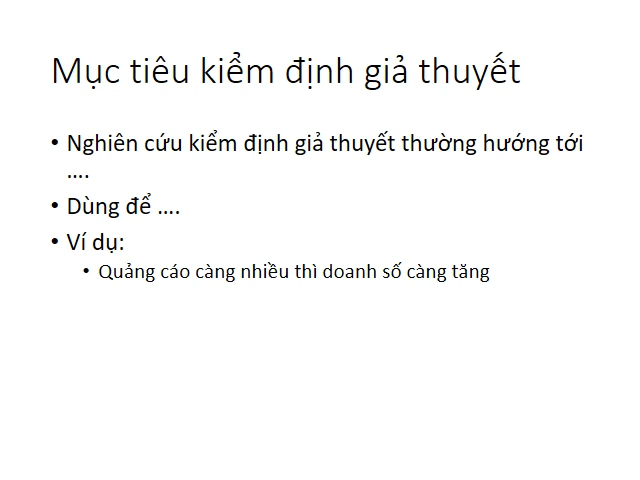 Mục tiêu kiểm định giả thuyết
• Nghiên cứu kiểm định giả thuyết thường hướng tới
….
• Dùng để ….
• Ví dụ:
• Quảng cáo càng nhiều thì doanh số càng tăng